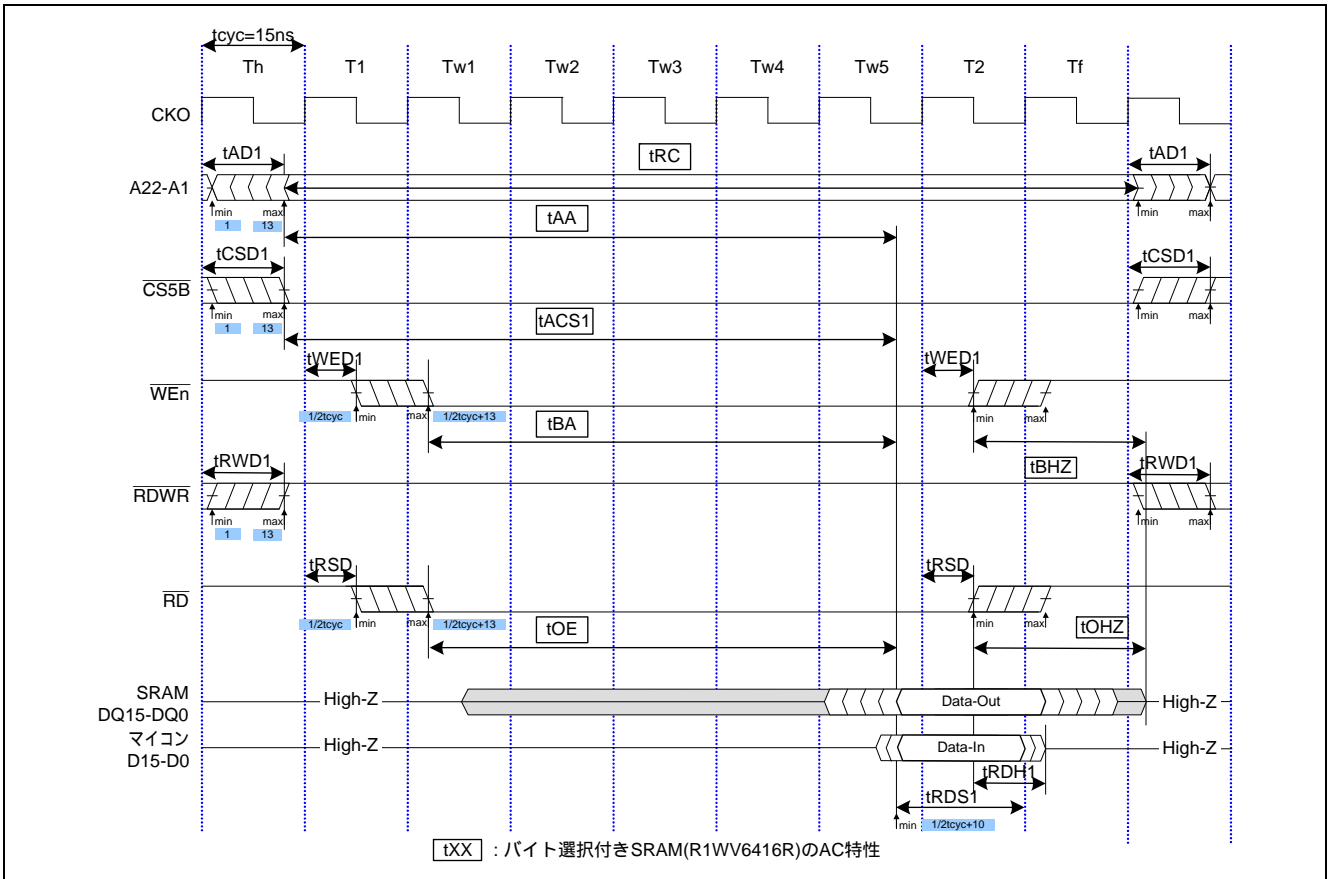 tcyc=15ns
Th T1 Tw1 Tw2 Tw3 Tw4 Tw5 T2 Tf
CKO
tAD1 tRC tAD1
A22-A1
min max min max
1 13
tAA
tCSD1 tCSD1
CS5B
min max min max
1 13
tACS1
tWED1 tWED1
WEn
1/2tcyc min max 1/2tcyc+13 min max
tBA
tBHZ
tRWD1 tRWD1
RDWR
min max min max
1 13
tRSD tRSD
RD
1/2tcyc min max 1/2tcyc+13 min max
tOE tOHZ
SRAM
DQ15-DQ0
High-Z Data-Out High-Z
マイコン
D15-D0
High-Z Data-In High-Z
tRDH1
tRDS1
min 1/2tcyc+10
tXX : バイト選択付きSRAM(R1WV6416R)のAC特性